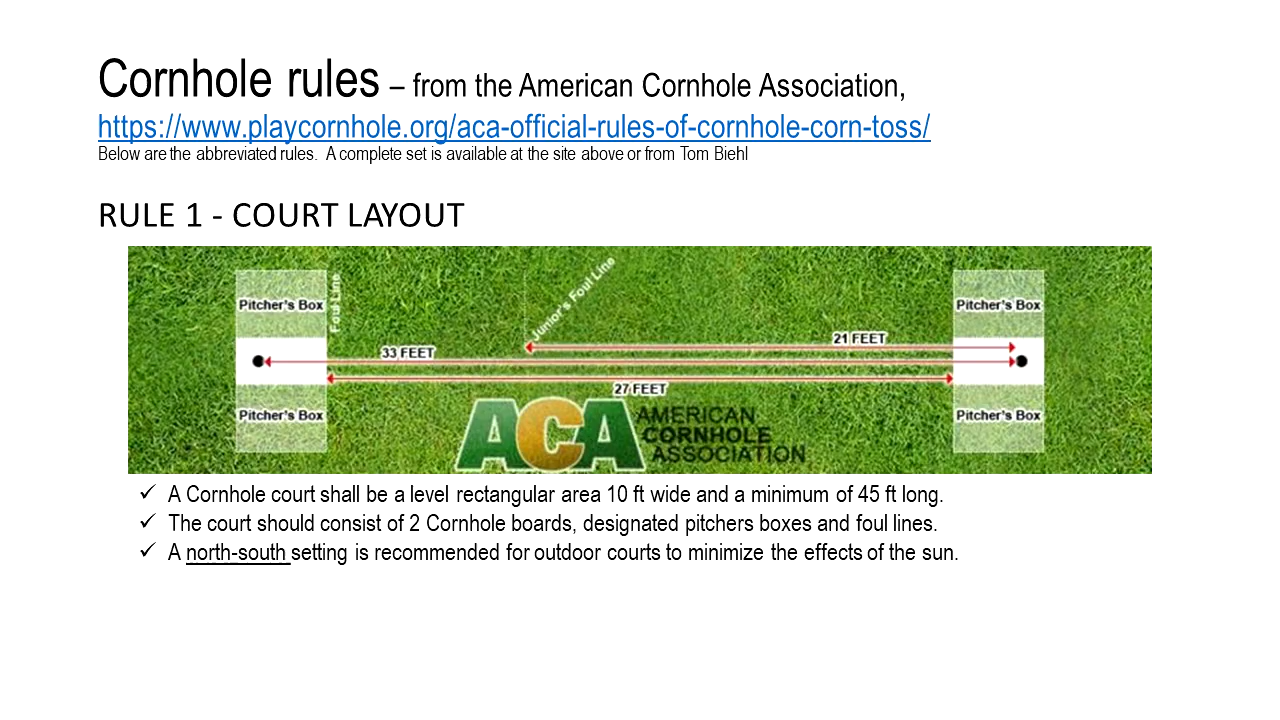 Cornhole rules – from the American Cornhole Association,
https://www.playcornhole.org/aca-official-rules-of-cornhole-corn-toss/
Below are the abbreviated rules. A complete set is available at the site above or from Tom Biehl
RULE 1 - COURT LAYOUT
Pitcher's Box
Foul Line
Junior's Foul Line
Pitcher's Box
21 FEET
33 FEET
27 FEET
Pitcher's Box
Pitcher's Box
ACA
AMERICAN
CORNHOLE
ASSOCIATION
✓ A Cornhole court shall be a level rectangular area 10 ft wide and a minimum of 45 ft long.
✓ The court should consist of 2 Cornhole boards, designated pitchers boxes and foul lines.
✓ A north-south setting is recommended for outdoor courts to minimize the effects of the sun.